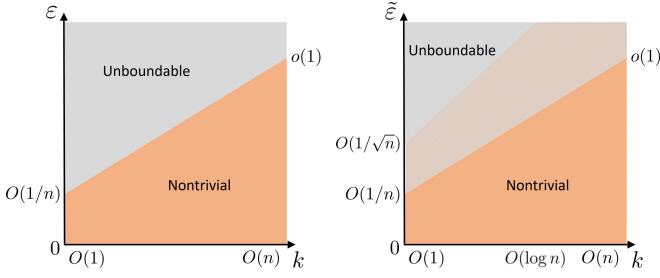 ε
Unboundable
o(1)
O(1/n)
Nontrivial
0
O(1)
O(n)
k
ε̃
Unboundable
o(1)
O(1/√n)
O(1/n)
Nontrivial
0
O(1)
O(log n)
O(n)
k